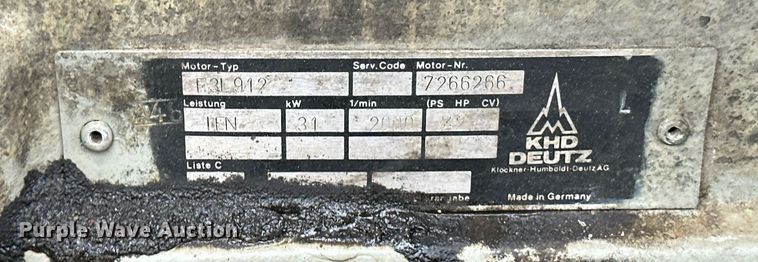 Motor-Typ Serv.Code Motor-Nr.
F3L912 7266266
Leistung kW 1/min (PS HP CV)
IFN 31
L
KHD
DEUTZ
Klöckner-Humboldt-Deutz AG
Liste C
Made in Germany
Purple Wave Auction